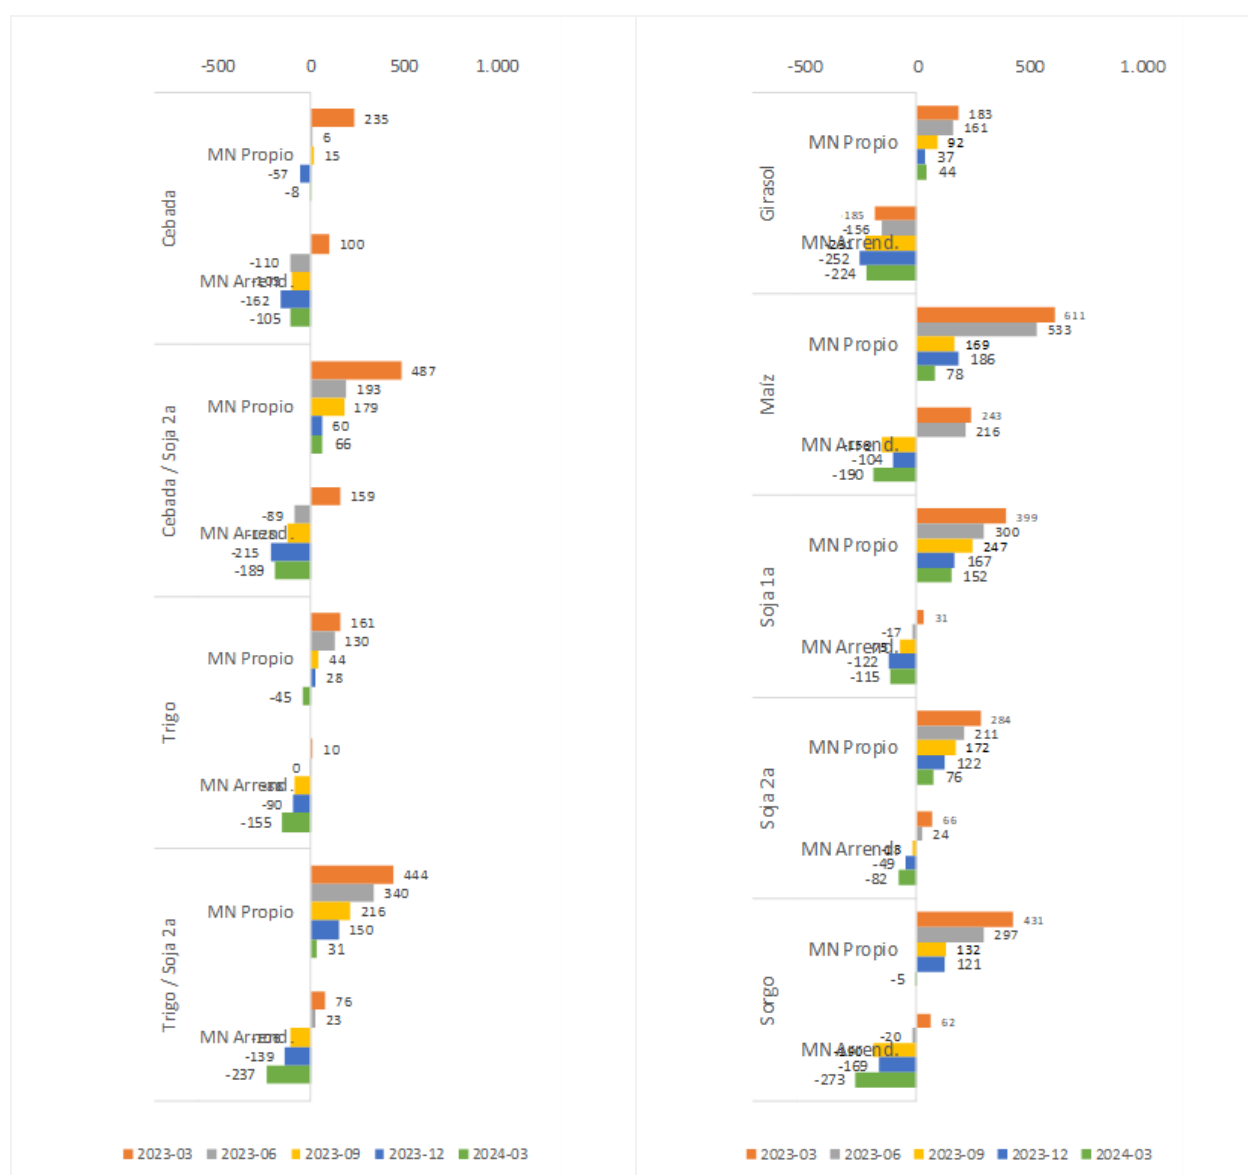 -500 0 500 1.000
Cebada
MN Propio
235
6
15
-57
-8
MN Arrend.
100
-110
-162
-105
Cebada / Soja 2a
MN Propio
487
193
179
60
66
MN Arrend.
159
-89
-215
-189
Trigo
MN Propio
161
130
44
28
-45
MN Arrend.
10
0
-90
-155
Trigo / Soja 2a
MN Propio
444
340
216
150
31
MN Arrend.
76
23
-139
-237
2023-03 2023-06 2023-09 2023-12 2024-03
-500 0 500 1.000
Girasol
MN Propio
183
161
92
37
44
MN Arrend.
-185
-156
-252
-224
Maíz
MN Propio
611
533
169
186
78
MN Arrend.
243
216
-104
-190
Soja 1a
MN Propio
399
300
247
167
152
MN Arrend.
31
-17
-122
-115
Soja 2a
MN Propio
284
211
172
122
76
MN Arrend.
66
24
-49
-82
Sorgo
MN Propio
431
297
132
121
-5
MN Arrend.
62
-20
-169
-273
2023-03 2023-06 2023-09 2023-12 2024-03